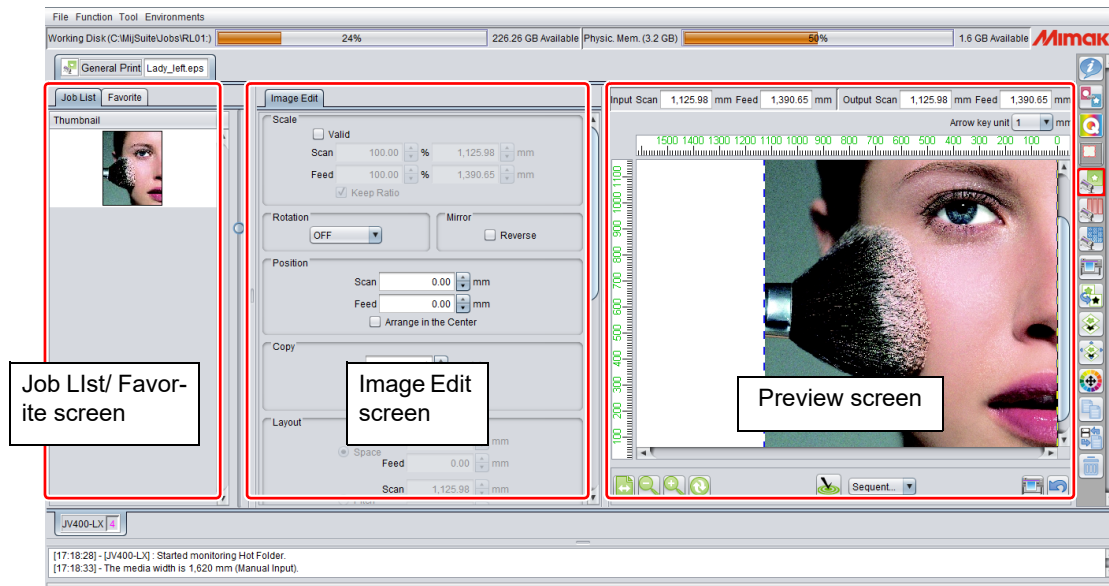 File Function Tool Environments
Working Disk(C:\MijSuite\Jobs\RL01:) 24% 226.26 GB Available Physic. Mem. (3.2 GB) 50% 1.6 GB Available Mimak
General Print Lady_left.eps
Job List Favorite
Thumbnail
Image Edit
Scale
Valid
Scan 100.00 % 1,125.98 mm
Feed 100.00 % 1,390.65 mm
Keep Ratio
Rotation
OFF
Mirror
Reverse
Position
Scan 0.00 mm
Feed 0.00 mm
Arrange in the Center
Copy
Layout
mm
Space
Feed 0.00 mm
Scan 1,125.98 mm
Input Scan 1,125.98 mm Feed 1,390.65 mm Output Scan 1,125.98 mm Feed 1,390.65 mm
Arrow key unit 1 mm
1500 1400 1300 1200 1100 1000 900 800 700 600 500 400 300 200 100 0
1100
1000
900
800
700
600
500
400
300
200
100
Sequent...
Job LIst/ Favor-
ite screen
Image Edit
screen
Preview screen
JV400-LX 4
[17:18:28] - [JV400-LX] : Started monitoring Hot Folder.
[17:18:33] - The media width is 1,620 mm (Manual Input).